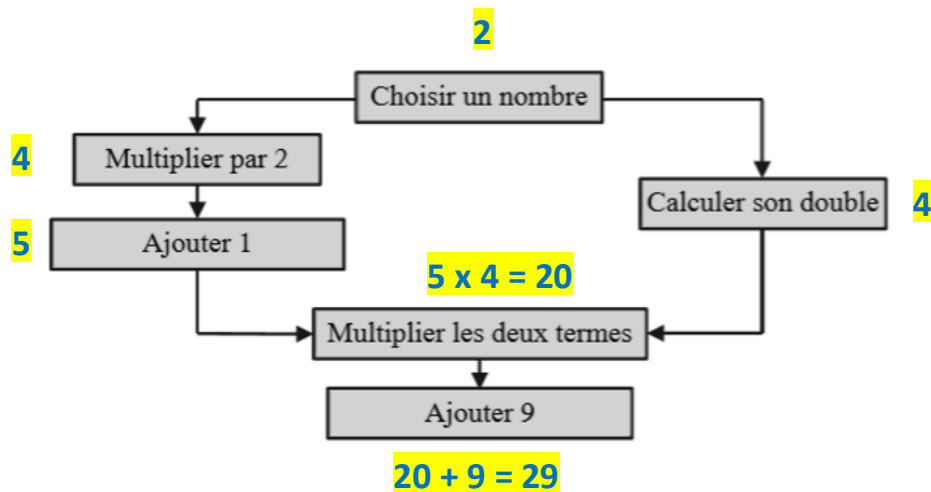 2
Choisir un nombre
4
Multiplier par 2
Calculer son double
4
5
Ajouter 1
5 x 4 = 20
Multiplier les deux termes
Ajouter 9
20 + 9 = 29